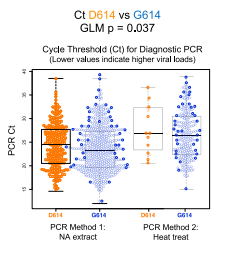 Ct D614 vs G614
GLM p = 0.037
Cycle Threshold (Ct) for Diagnostic PCR
(Lower values indicate higher viral loads)
PCR Ct
40
35
30
25
20
15
D614 G614 D614 G614
PCR Method 1: PCR Method 2:
NA extract Heat treat